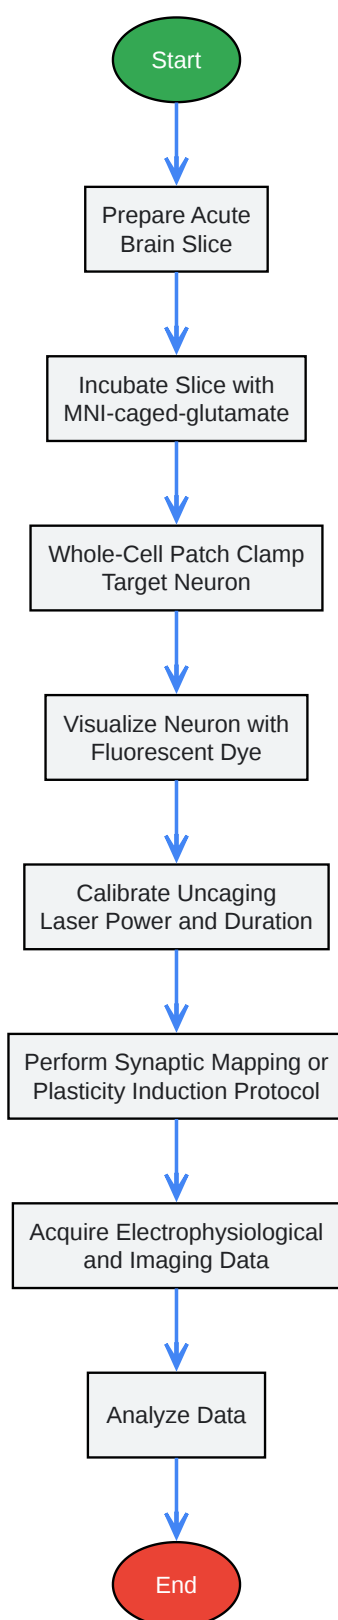 Start
Prepare Acute
Brain Slice
Incubate Slice with
MNI-caged-glutamate
Whole-Cell Patch Clamp
Target Neuron
Visualize Neuron with
Fluorescent Dye
Calibrate Uncaging
Laser Power and Duration
Perform Synaptic Mapping or
Plasticity Induction Protocol
Acquire Electrophysiological
and Imaging Data
Analyze Data
End